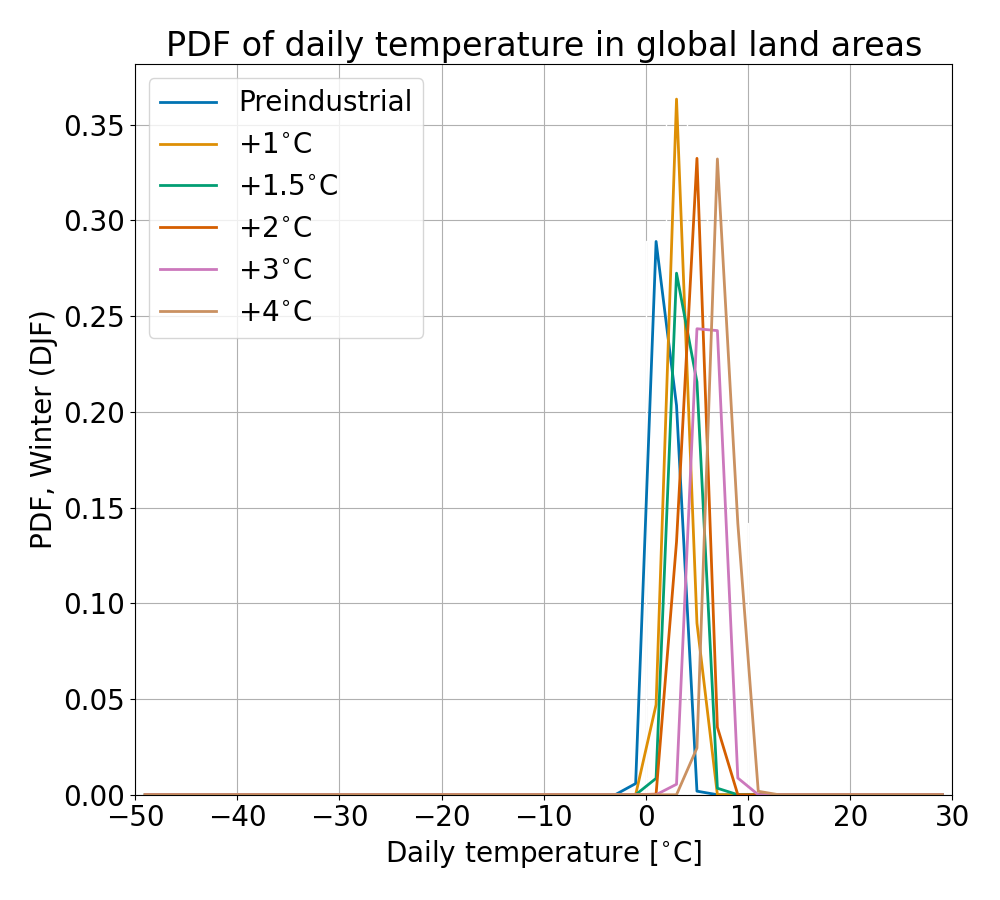 PDF of daily temperature in global land areas
Preindustrial
+1°C
+1.5°C
+2°C
+3°C
+4°C
PDF, Winter (DJF)
0.35
0.30
0.25
0.20
0.15
0.10
0.05
0.00
−50 −40 −30 −20 −10 0 10 20 30
Daily temperature [°C]